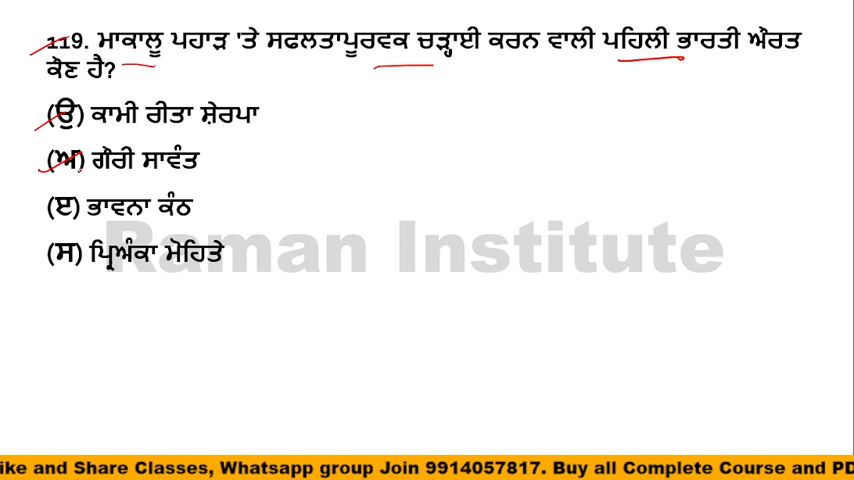 119. ਮਾਕਾਲੂ ਪਹਾੜ 'ਤੇ ਸਫਲਤਾਪੂਰਵਕ ਚੜ੍ਹਾਈ ਕਰਨ ਵਾਲੀ ਪਹਿਲੀ ਭਾਰਤੀ ਔਰਤ
ਕੌਣ ਹੈ?
(ਉ) ਕਾਮੀ ਰੀਤਾ ਸ਼ੇਰਪਾ
(ਅ) ਗੌਰੀ ਸਾਵੰਤ
(ੲ) ਭਾਵਨਾ ਕੰਠ
(ਸ) ਪ੍ਰਿਅੰਕਾ ਮੋਹਿਤੇ
Raman Institute
ike and Share Classes, Whatsapp group Join 9914057817. Buy all Complete Course and PD